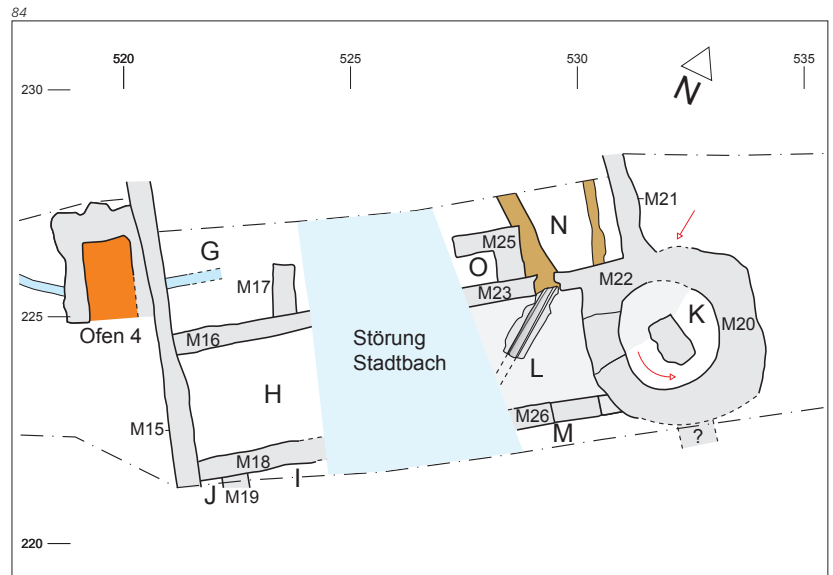 84
520
525
530
535
230
N
M21
G
M25
N
O
M17
M23
M22
225
Ofen 4
M16
K
M20
Störung
Stadtbach
L
H
M15
M26
M
?
M18
J
M19
I
220